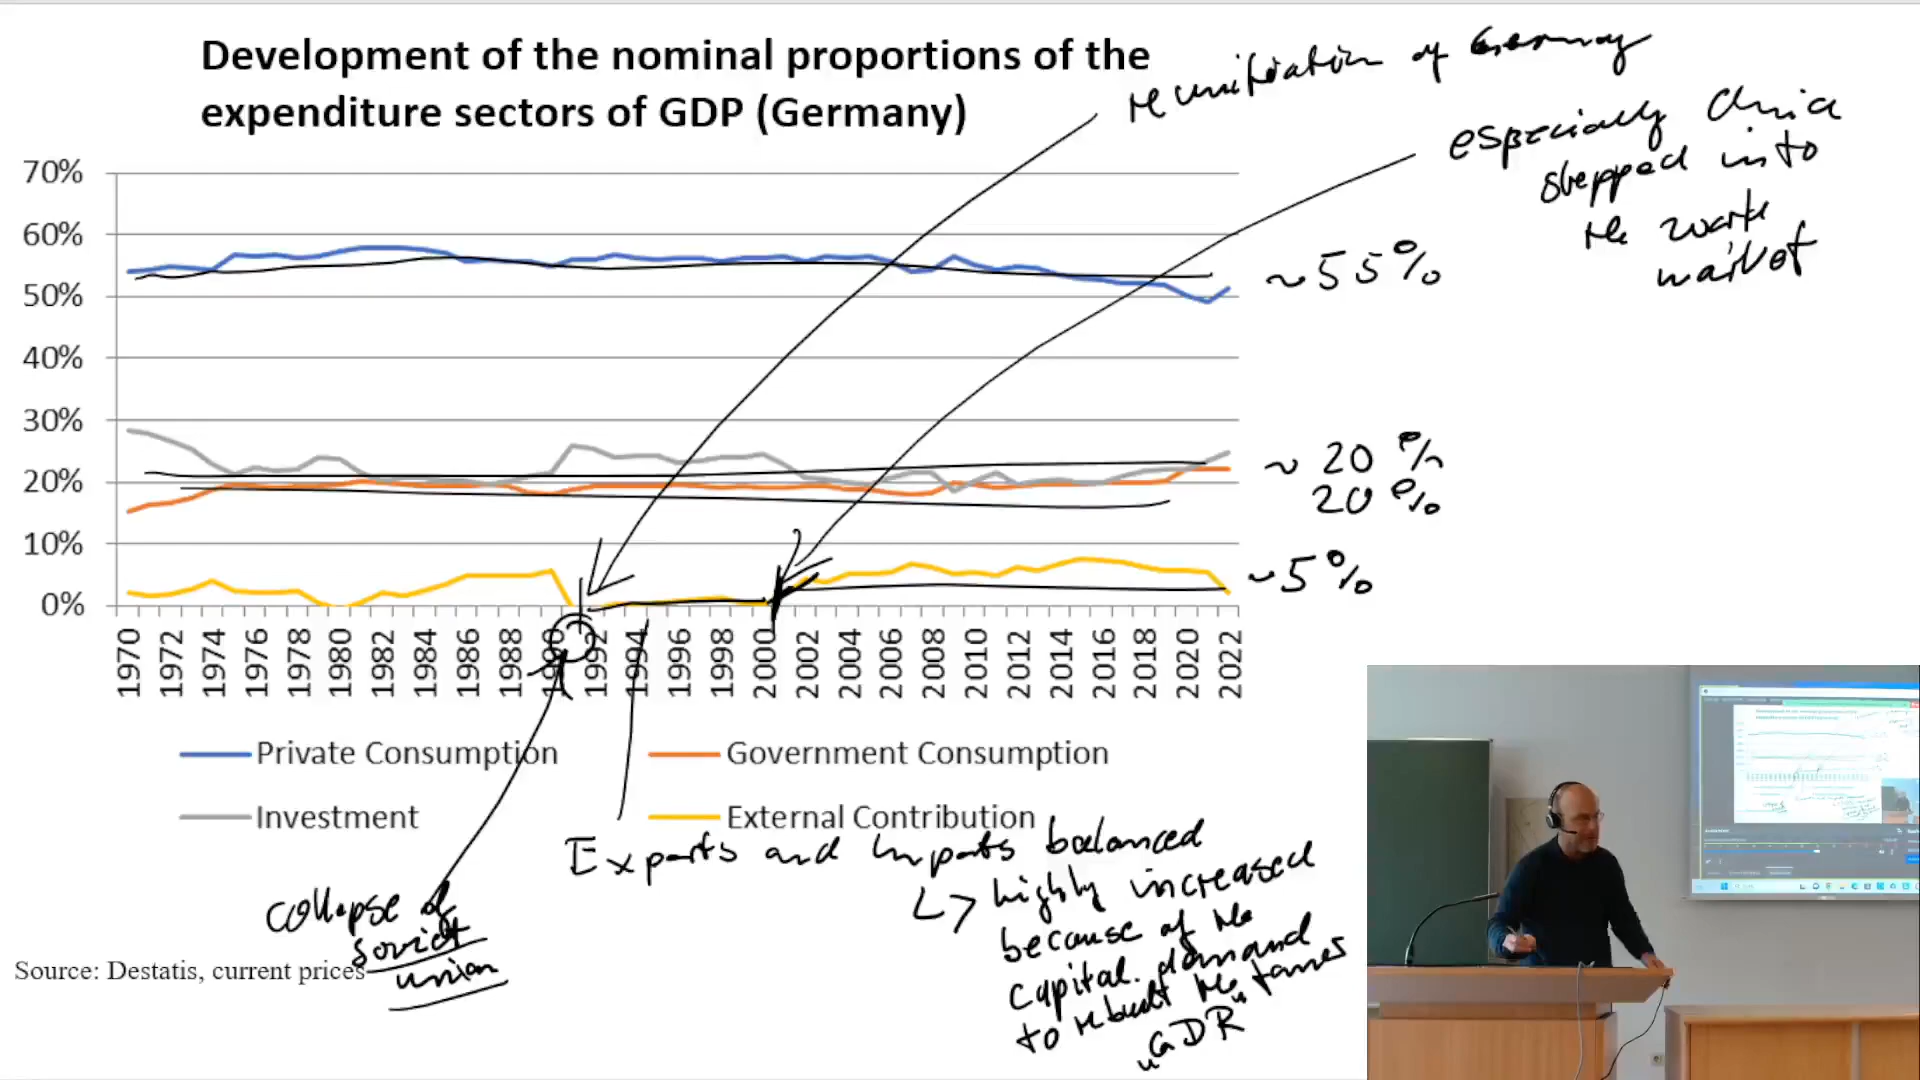 Development of the nominal proportions of the
expenditure sectors of GDP (Germany)
reunification of Germany
especially China
stepped into
the world
market
70%
60%
50%
40%
30%
20%
10%
0%
~ 55%
~ 20 %
20 %
~ 5%
1970
1972
1974
1976
1978
1980
1982
1984
1986
1988
1990
1992
1994
1996
1998
2000
2002
2004
2006
2008
2010
2012
2014
2016
2018
2020
2022
Private Consumption
Government Consumption
Investment
External Contribution
Exports and Imports balanced
↳ highly increased
because of the
capital demand
to rebuilt the
"GDR"
collapse of
soviet
union
Source: Destatis, current prices